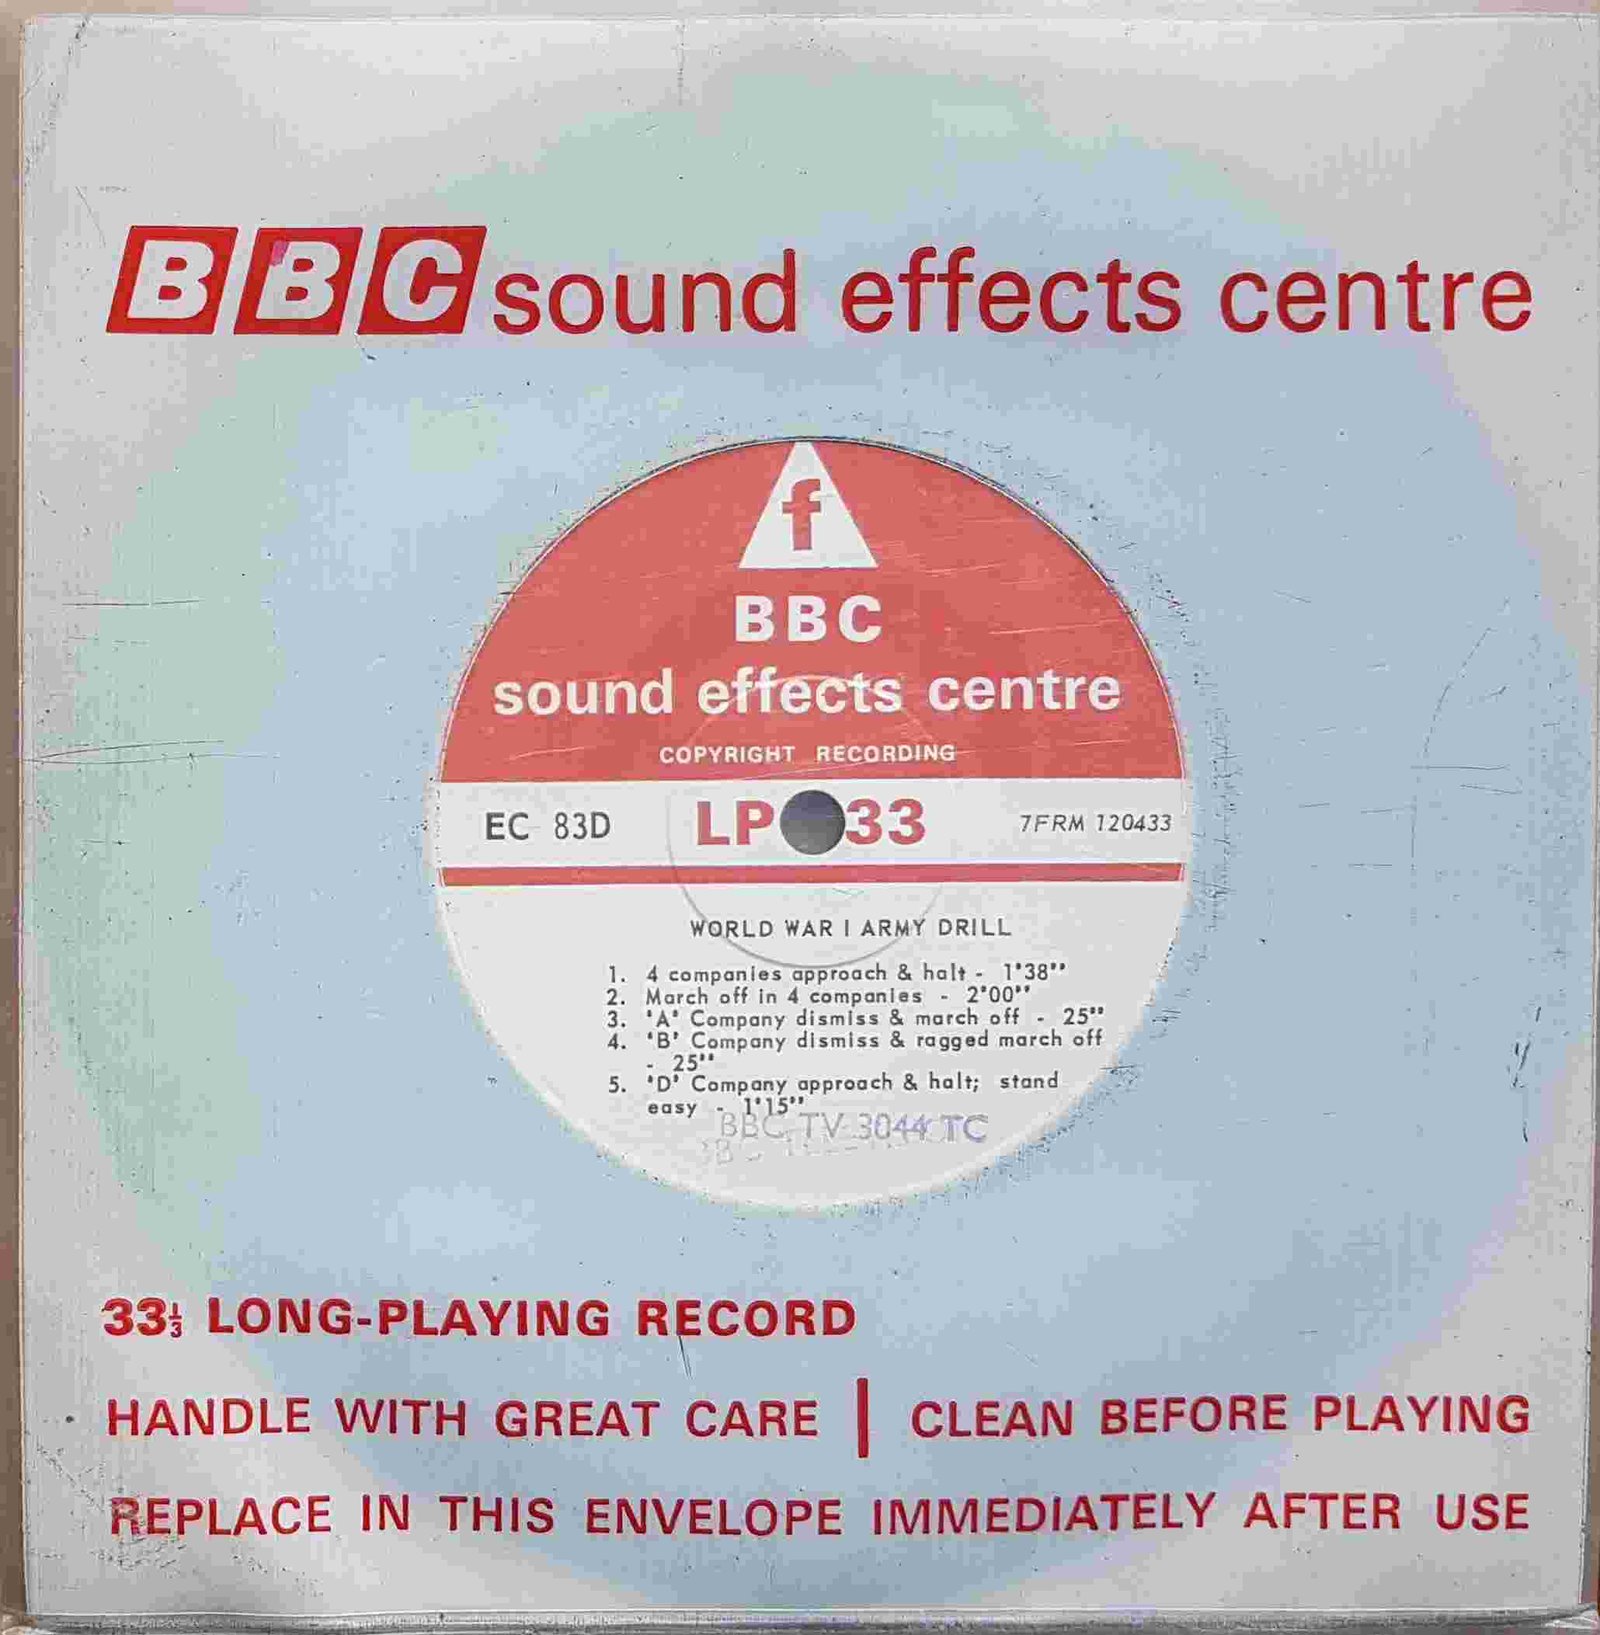 BBC sound effects centre
f
BBC
sound effects centre
COPYRIGHT RECORDING
EC 83D LP 33 7FRM 120433
WORLD WAR I ARMY DRILL
1. 4 companies approach & halt - 1'38''
2. March off in 4 companies - 2'00''
3. 'A' Company dismiss & march off - 25''
4. 'B' Company dismiss & ragged march off
- 25''
5. 'D' Company approach & halt; stand
easy - 1'15''
BBC TV 3044 TC
33⅓ LONG-PLAYING RECORD
HANDLE WITH GREAT CARE | CLEAN BEFORE PLAYING
REPLACE IN THIS ENVELOPE IMMEDIATELY AFTER USE